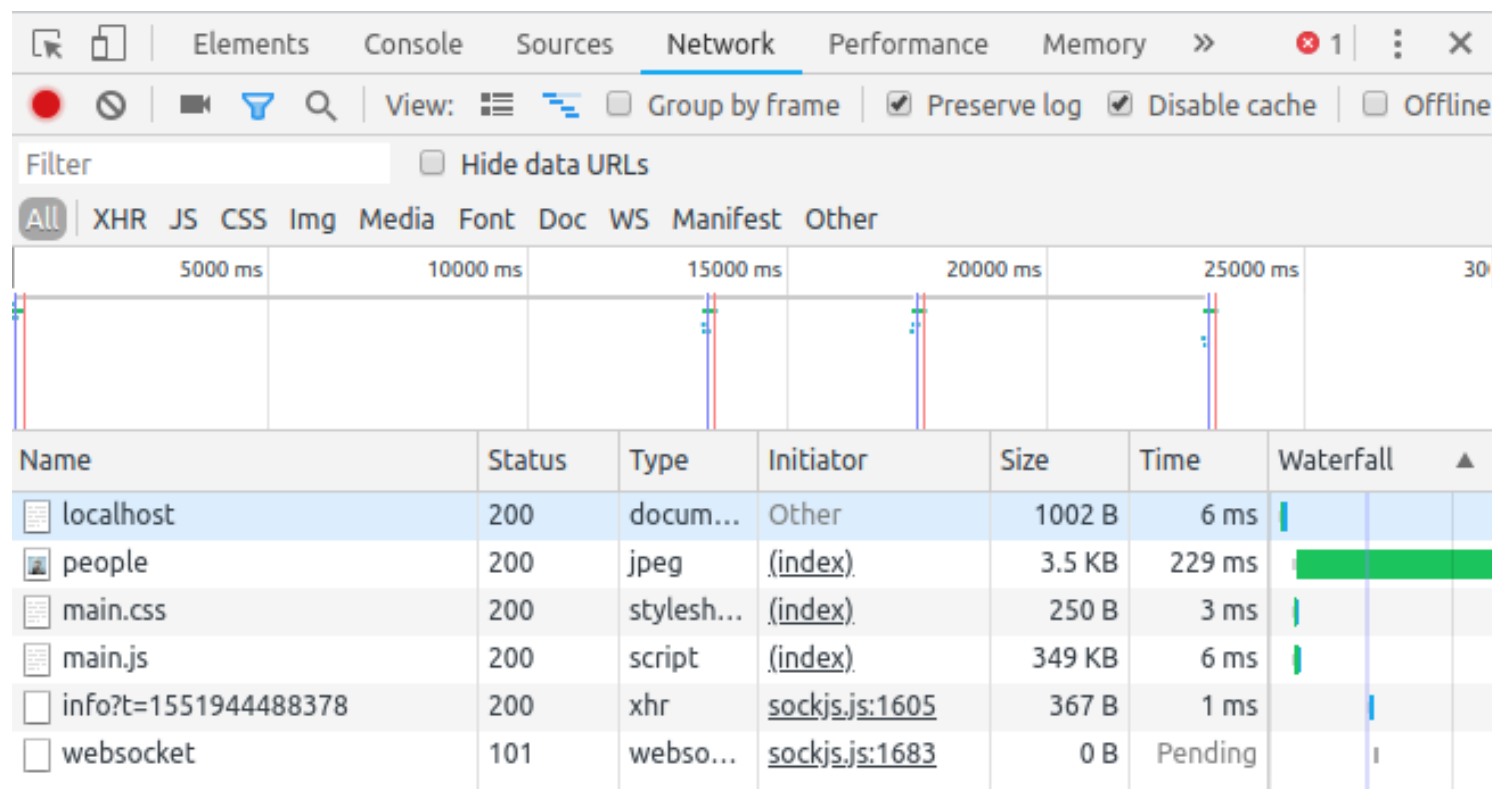 Elements Console Sources Network Performance Memory » 1
View: Group by frame Preserve log Disable cache Offline
Filter Hide data URLs
All XHR JS CSS Img Media Font Doc WS Manifest Other
5000 ms 10000 ms 15000 ms 20000 ms 25000 ms 30
Name Status Type Initiator Size Time Waterfall
localhost 200 docum... Other 1002 B 6 ms
people 200 jpeg (index) 3.5 KB 229 ms
main.css 200 stylesh... (index) 250 B 3 ms
main.js 200 script (index) 349 KB 6 ms
info?t=1551944488378 200 xhr sockjs.js:1605 367 B 1 ms
websocket 101 webso... sockjs.js:1683 0 B Pending